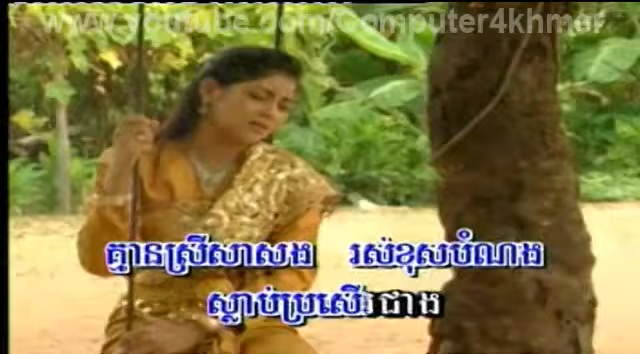 www.youtube.com/Computer4khmer
គ្មានស្រីសាសង រស់ខុសបំណង
ស្លាប់ប្រសើរជាង